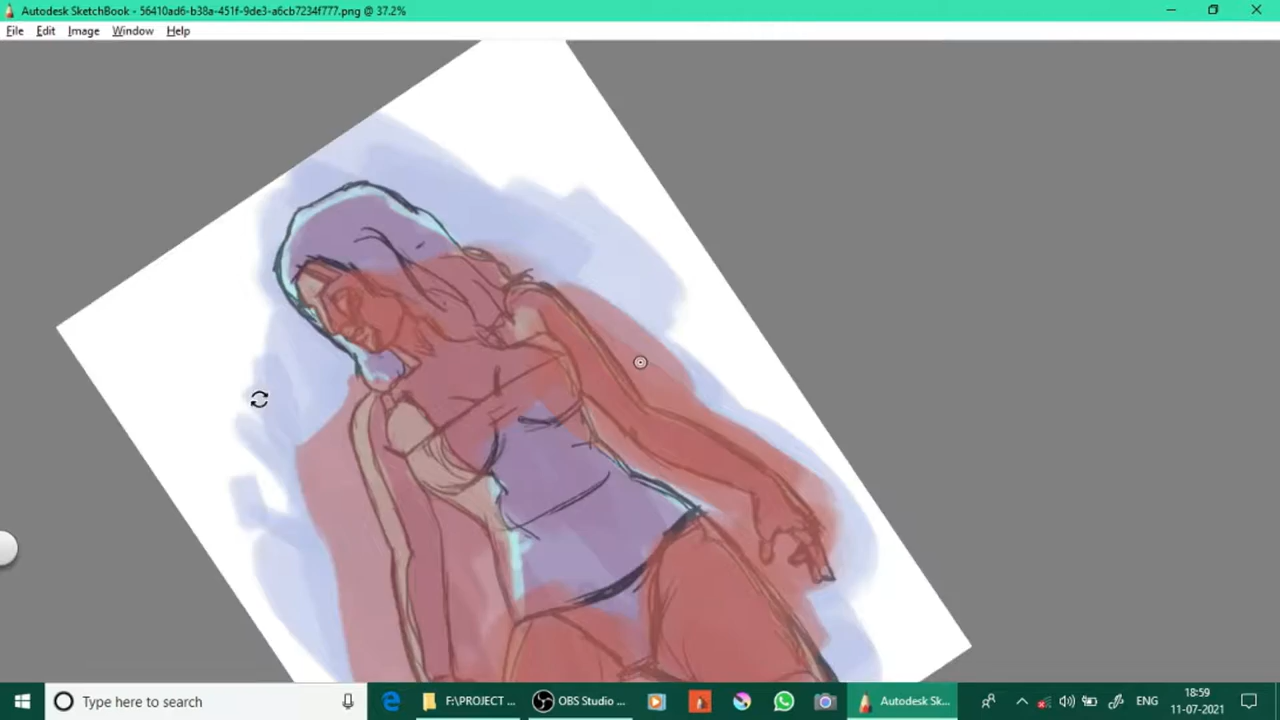 Autodesk SketchBook - 56410ad6-b38a-451f-9de3-a6cb7234f777.png @ 37.2%
File Edit Image Window Help
Type here to search
F:\PROJECT ...
OBS Studio ...
Autodesk Sk...
ENG
18:59
11-07-2021